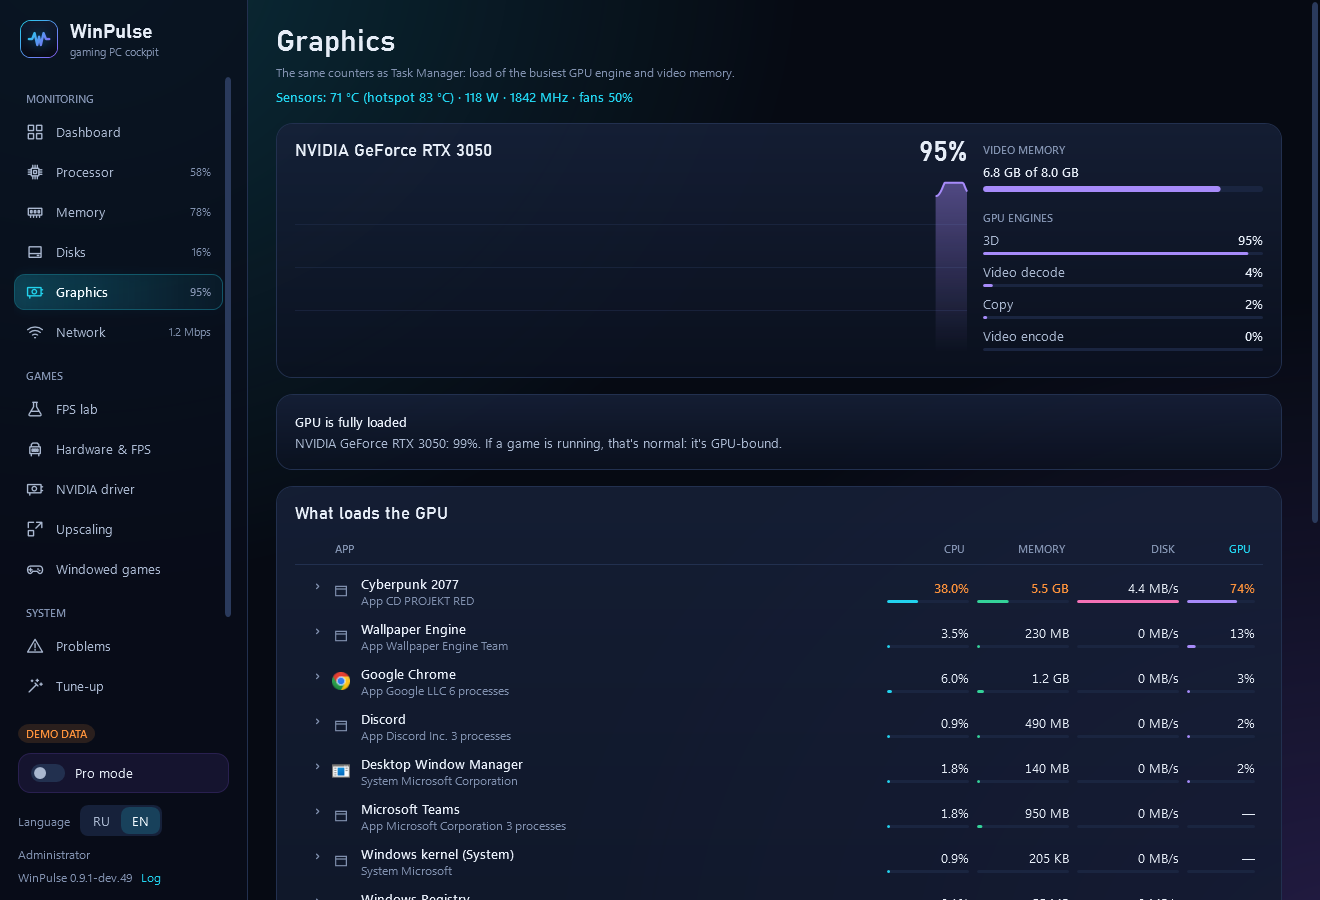 WinPulse
gaming PC cockpit
MONITORING
Dashboard
Processor 58%
Memory 78%
Disks 16%
Graphics 95%
Network 1.2 Mbps
GAMES
FPS lab
Hardware & FPS
NVIDIA driver
Upscaling
Windowed games
SYSTEM
Problems
Tune-up
DEMO DATA
Pro mode
Language RU EN
Administrator
WinPulse 0.9.1-dev.49 Log
Graphics
The same counters as Task Manager: load of the busiest GPU engine and video memory.
Sensors: 71 °C (hotspot 83 °C) · 118 W · 1842 MHz · fans 50%
NVIDIA GeForce RTX 3050 95%
VIDEO MEMORY
6.8 GB of 8.0 GB
GPU ENGINES
3D 95%
Video decode 4%
Copy 2%
Video encode 0%
GPU is fully loaded
NVIDIA GeForce RTX 3050: 99%. If a game is running, that's normal: it's GPU-bound.
What loads the GPU
APP CPU MEMORY DISK GPU
Cyberpunk 2077 38.0% 5.5 GB 4.4 MB/s 74%
App CD PROJEKT RED
Wallpaper Engine 3.5% 230 MB 0 MB/s 13%
App Wallpaper Engine Team
Google Chrome 6.0% 1.2 GB 0 MB/s 3%
App Google LLC 6 processes
Discord 0.9% 490 MB 0 MB/s 2%
App Discord Inc. 3 processes
Desktop Window Manager 1.8% 140 MB 0 MB/s 2%
System Microsoft Corporation
Microsoft Teams 1.8% 950 MB 0 MB/s —
App Microsoft Corporation 3 processes
Windows kernel (System) 0.9% 205 KB 0 MB/s —
System Microsoft
Windows Registry